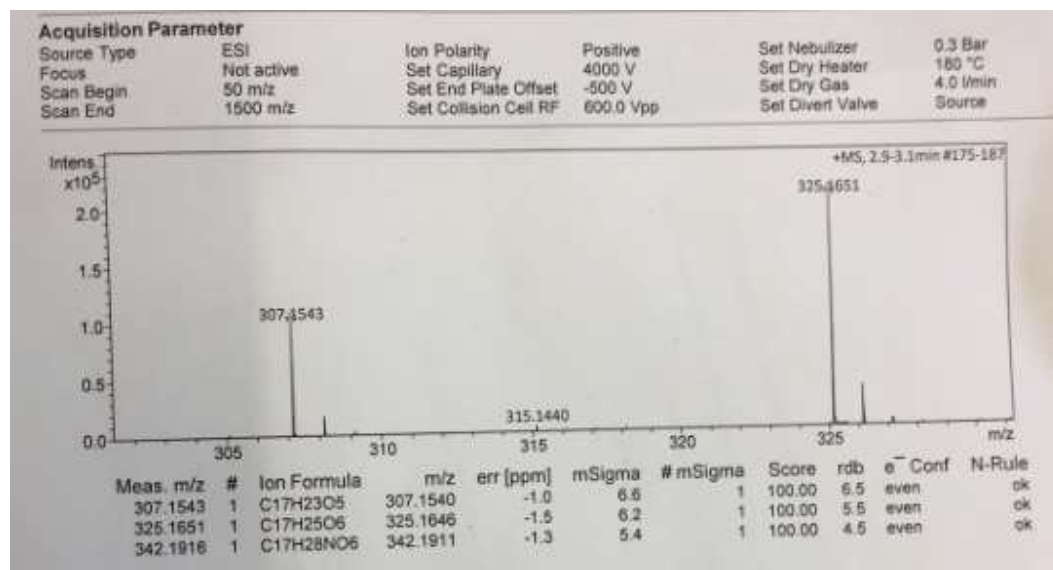 Acquisition Parameter
Source Type ESI Ion Polarity Positive Set Nebulizer 0.3 Bar
Focus Not active Set Capillary 4000 V Set Dry Heater 180 °C
Scan Begin 50 m/z Set End Plate Offset -500 V Set Dry Gas 4.0 l/min
Scan End 1500 m/z Set Collision Cell RF 600.0 Vpp Set Divert Valve Source
Intens. +MS, 2.9-3.1min #175-187
x10⁵
325.1651
2.0
1.5
307.1543
1.0
0.5
315.1440
0.0
305 310 315 320 325 m/z
Meas. m/z # Ion Formula m/z err [ppm] mSigma # mSigma Score rdb e⁻ Conf N-Rule
307.1543 1 C17H23O5 307.1540 -1.0 6.6 1 100.00 6.5 even ok
325.1651 1 C17H25O6 325.1646 -1.5 6.2 1 100.00 5.5 even ok
342.1916 1 C17H28NO6 342.1911 -1.3 5.4 1 100.00 4.5 even ok